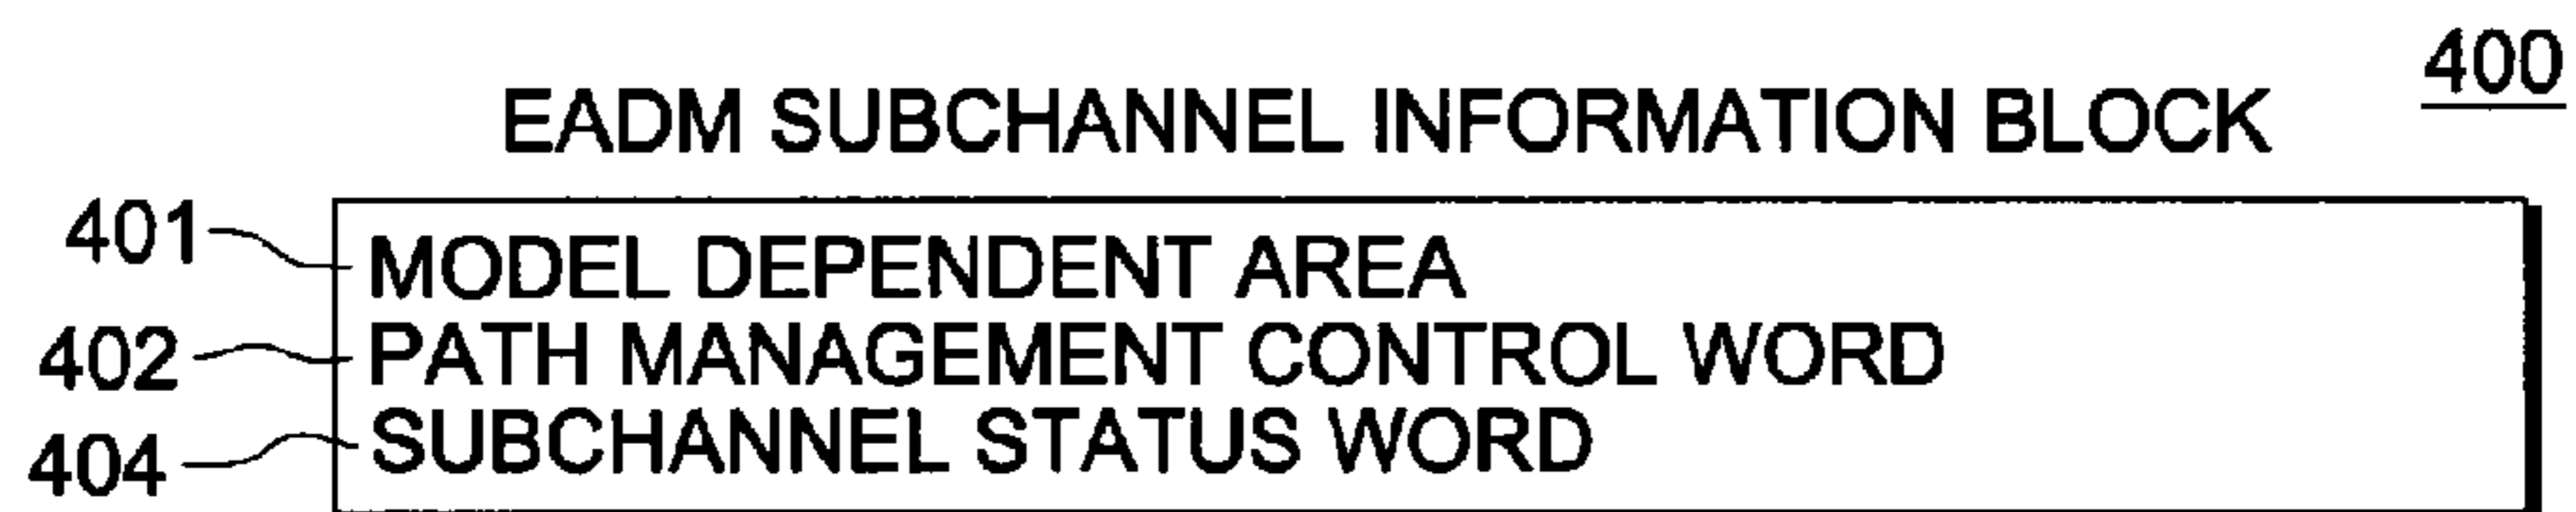 400
EADM SUBCHANNEL INFORMATION BLOCK
401 MODEL DEPENDENT AREA
402 PATH MANAGEMENT CONTROL WORD
404 SUBCHANNEL STATUS WORD